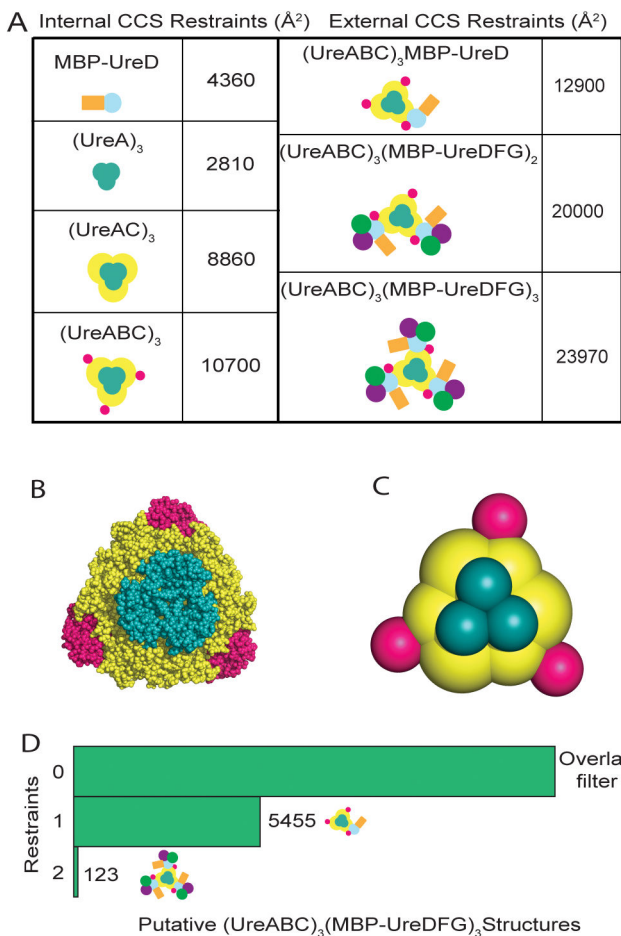 A
Internal CCS Restraints (Å²)
External CCS Restraints (Å²)
MBP-UreD
4360
(UreA)₃
2810
(UreAC)₃
8860
(UreABC)₃
10700
(UreABC)₃MBP-UreD
12900
(UreABC)₃(MBP-UreDFG)₂
20000
(UreABC)₃(MBP-UreDFG)₃
23970
B
C
D
Restraints
0
Overla
filter
1
5455
2
123
Putative (UreABC)₃(MBP-UreDFG)₃Structures